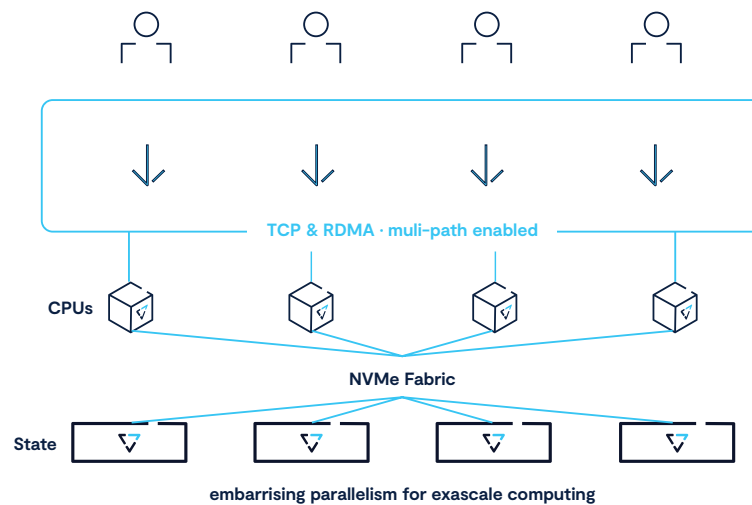 TCP & RDMA · muli-path enabled
CPUs
NVMe Fabric
State
embarrising parallelism for exascale computing